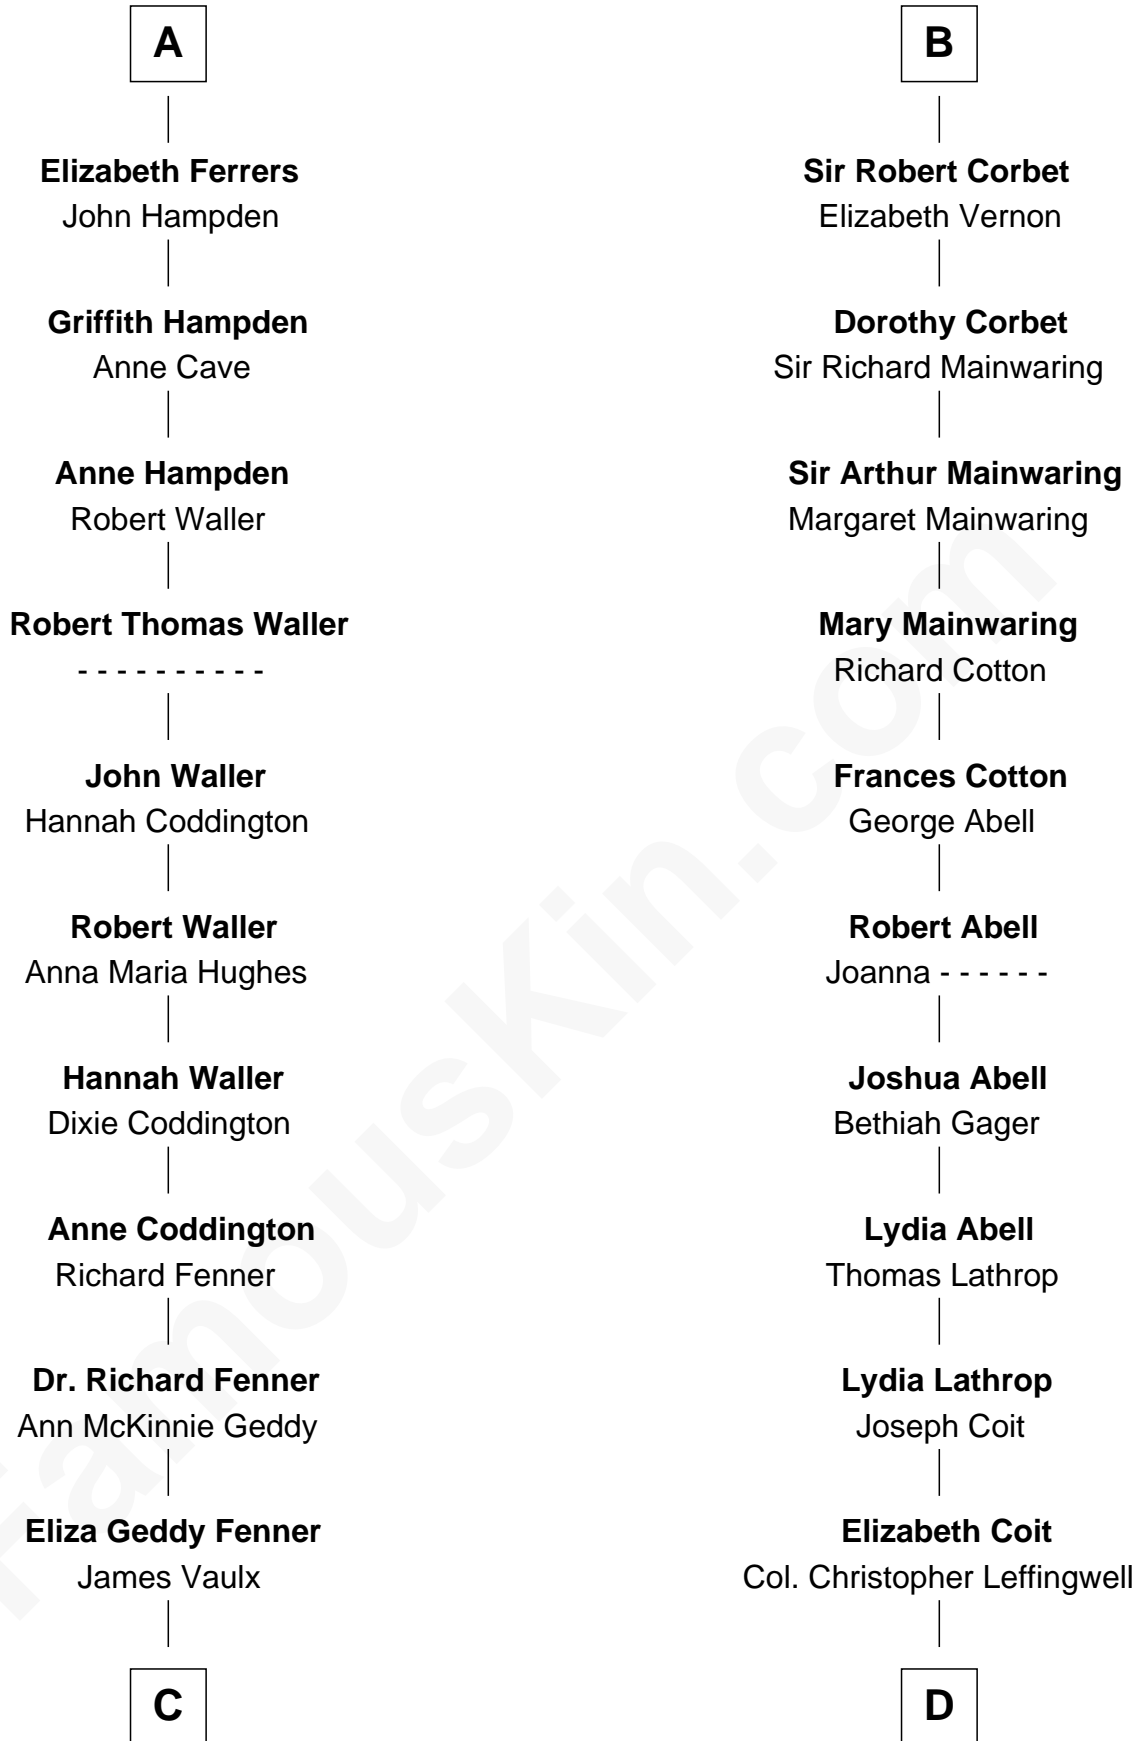 A
Elizabeth Ferrers
John Hampden
Griffith Hampden
Anne Cave
Anne Hampden
Robert Waller
Robert Thomas Waller
- - - - - - - - - -
John Waller
Hannah Coddington
Robert Waller
Anna Maria Hughes
Hannah Waller
Dixie Coddington
Anne Coddington
Richard Fenner
Dr. Richard Fenner
Ann McKinnie Geddy
Eliza Geddy Fenner
James Vaulx
C
B
Sir Robert Corbet
Elizabeth Vernon
Dorothy Corbet
Sir Richard Mainwaring
Sir Arthur Mainwaring
Margaret Mainwaring
Mary Mainwaring
Richard Cotton
Frances Cotton
George Abell
Robert Abell
Joanna - - - - - -
Joshua Abell
Bethiah Gager
Lydia Abell
Thomas Lathrop
Lydia Lathrop
Joseph Coit
Elizabeth Coit
Col. Christopher Leffingwell
D
FamousKin.com